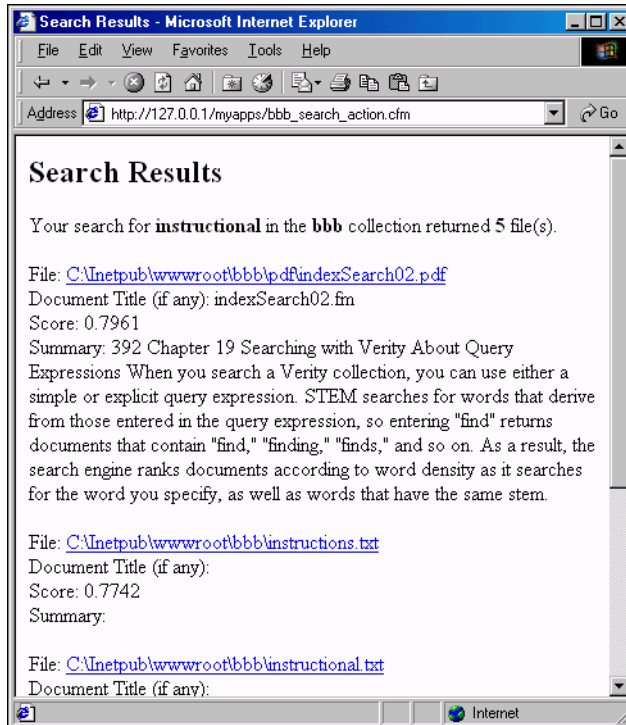 Search Results - Microsoft Internet Explorer
File Edit View Favorites Tools Help
Address http://127.0.0.1/myapps/bbb_search_action.cfm Go
Search Results
Your search for instructional in the bbb collection returned 5 file(s).
File: C:\Inetpub\wwwroot\bbb\pdf\indexSearch02.pdf
Document Title (if any): indexSearch02.fm
Score: 0.7961
Summary: 392 Chapter 19 Searching with Verity About Query
Expressions When you search a Verity collection, you can use either a
simple or explicit query expression. STEM searches for words that derive
from those entered in the query expression, so entering "find" returns
documents that contain "find," "finding," "finds," and so on. As a result, the
search engine ranks documents according to word density as it searches
for the word you specify, as well as words that have the same stem.
File: C:\Inetpub\wwwroot\bbb\instructions.txt
Document Title (if any):
Score: 0.7742
Summary:
File: C:\Inetpub\wwwroot\bbb\instructional.txt
Document Title (if any):
Internet